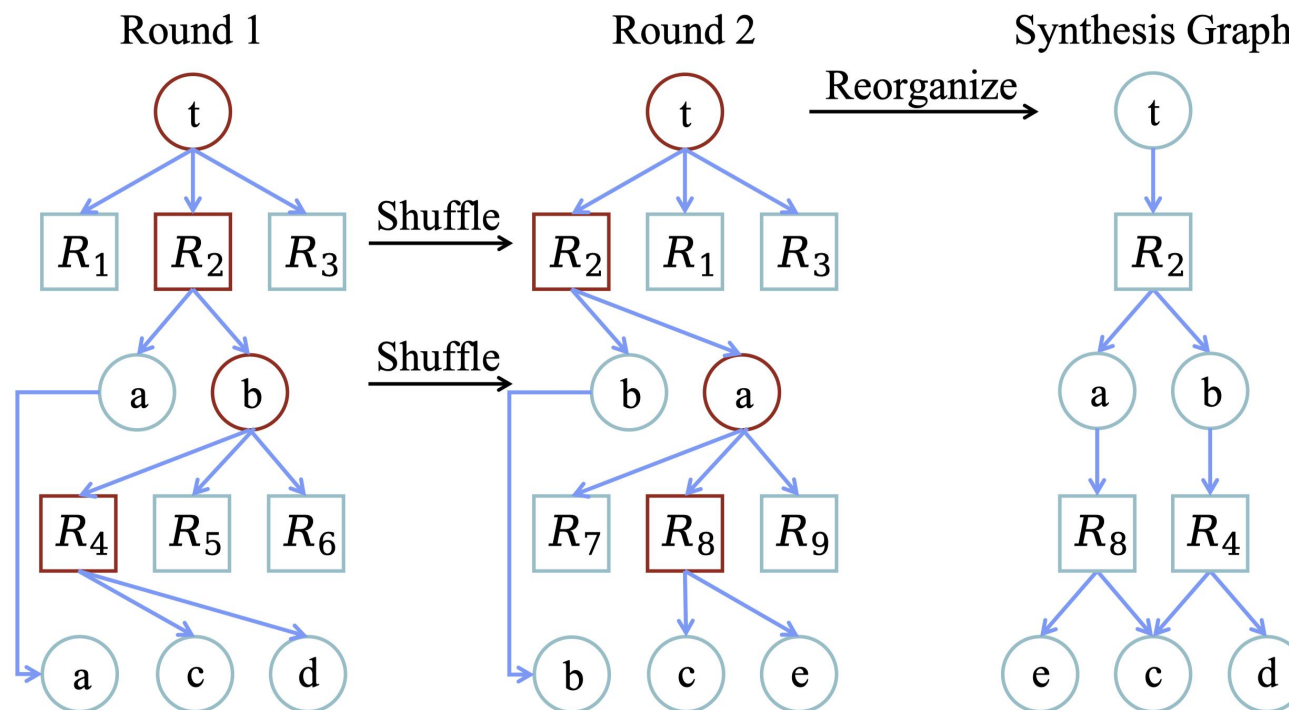 Round 1 Round 2 Synthesis Graph
t t Reorganize t
Shuffle
R₁ R₂ R₃ R₂ R₁ R₃ R₂
Shuffle
a b b a a b
R₄ R₅ R₆ R₇ R₈ R₉ R₈ R₄
a c d b c e e c d